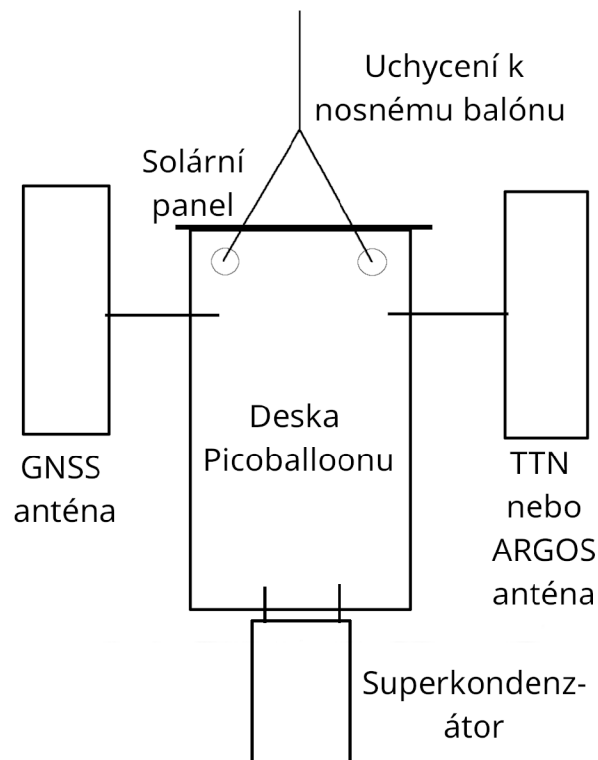 Uchycení k
nosnému balónu
Solární
panel
Deska
Picoballoonu
GNSS
anténa
TTN
nebo
ARGOS
anténa
Superkondenz-
átor